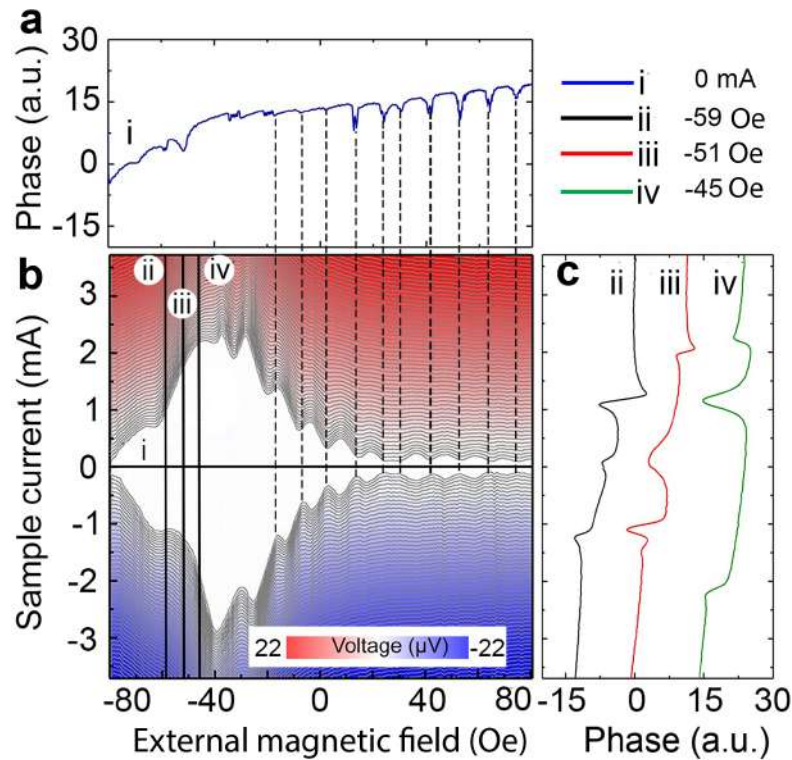 a
30
15
0
-15
Phase (a.u.)
i
i 0 mA
ii -59 Oe
iii -51 Oe
iv -45 Oe
b
ii
iii
iv
i
3
2
1
0
-1
-2
-3
Sample current (mA)
22 Voltage (µV) -22
-80 -40 0 40 80
External magnetic field (Oe)
c
ii iii iv
-15 0 15 30
Phase (a.u.)